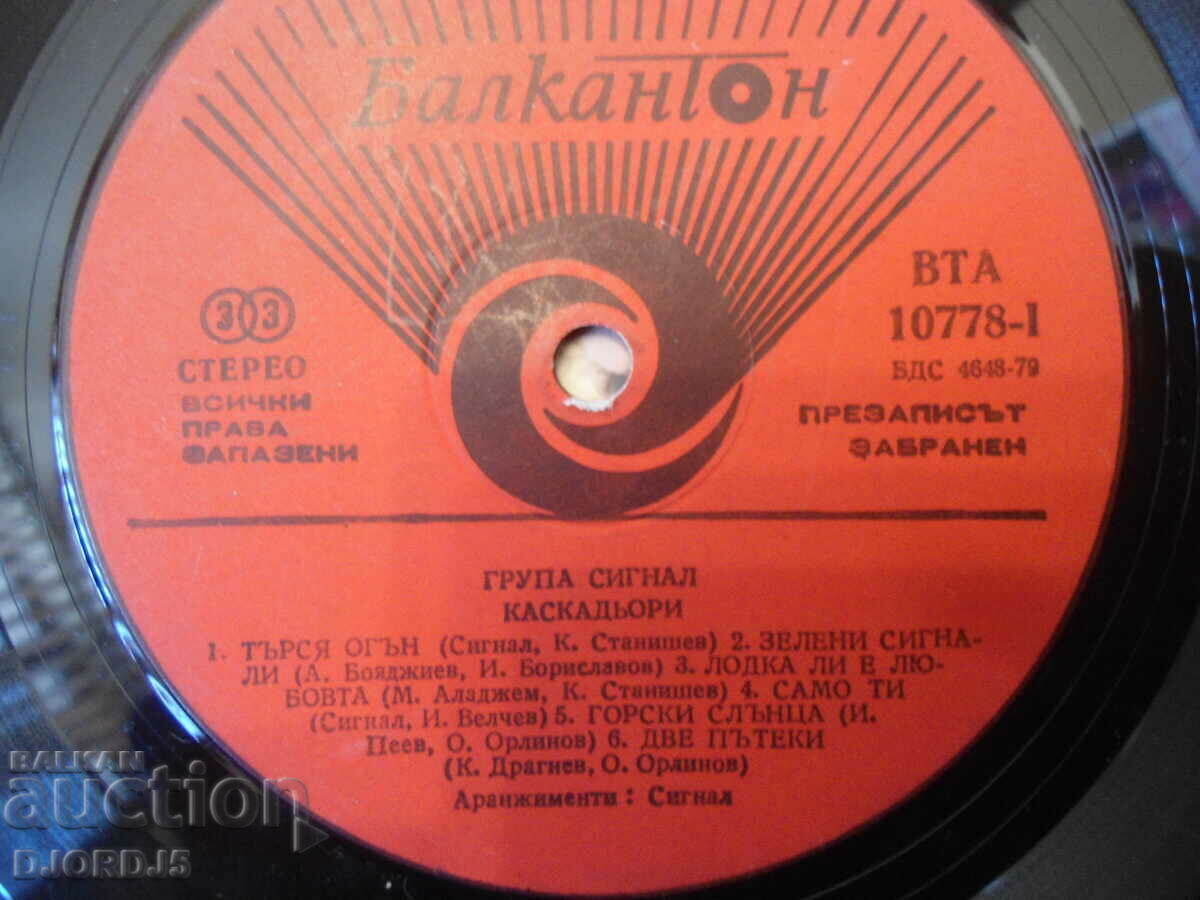 Балкантон
33
СТЕРЕО
ВСИЧКИ
ПРАВА
ЗАПАЗЕНИ
ВТА
10778-I
БДС 4648-79
ПРЕЗАПИСЪТ
ЗАБРАНЕН
ГРУПА СИГНАЛ
КАСКАДЬОРИ
1. ТЪРСЯ ОГЪН (Сигнал, К. Станишев) 2. ЗЕЛЕНИ СИГНА-
ЛИ (А. Бояджиев, И. Бориславов) 3. ЛОДКА ЛИ Е ЛЮ-
БОВТА (М. Аладжем, К. Станишев) 4. САМО ТИ
(Сигнал, И. Велчев) 5. ГОРСКИ СЛЪНЦА (И.
Пеев, О. Орлинов) 6. ДВЕ ПЪТЕКИ
(К. Драгиев, О. Орлинов)
Аранжименти: Сигнал
BALKAN
auction
DJORDJ5